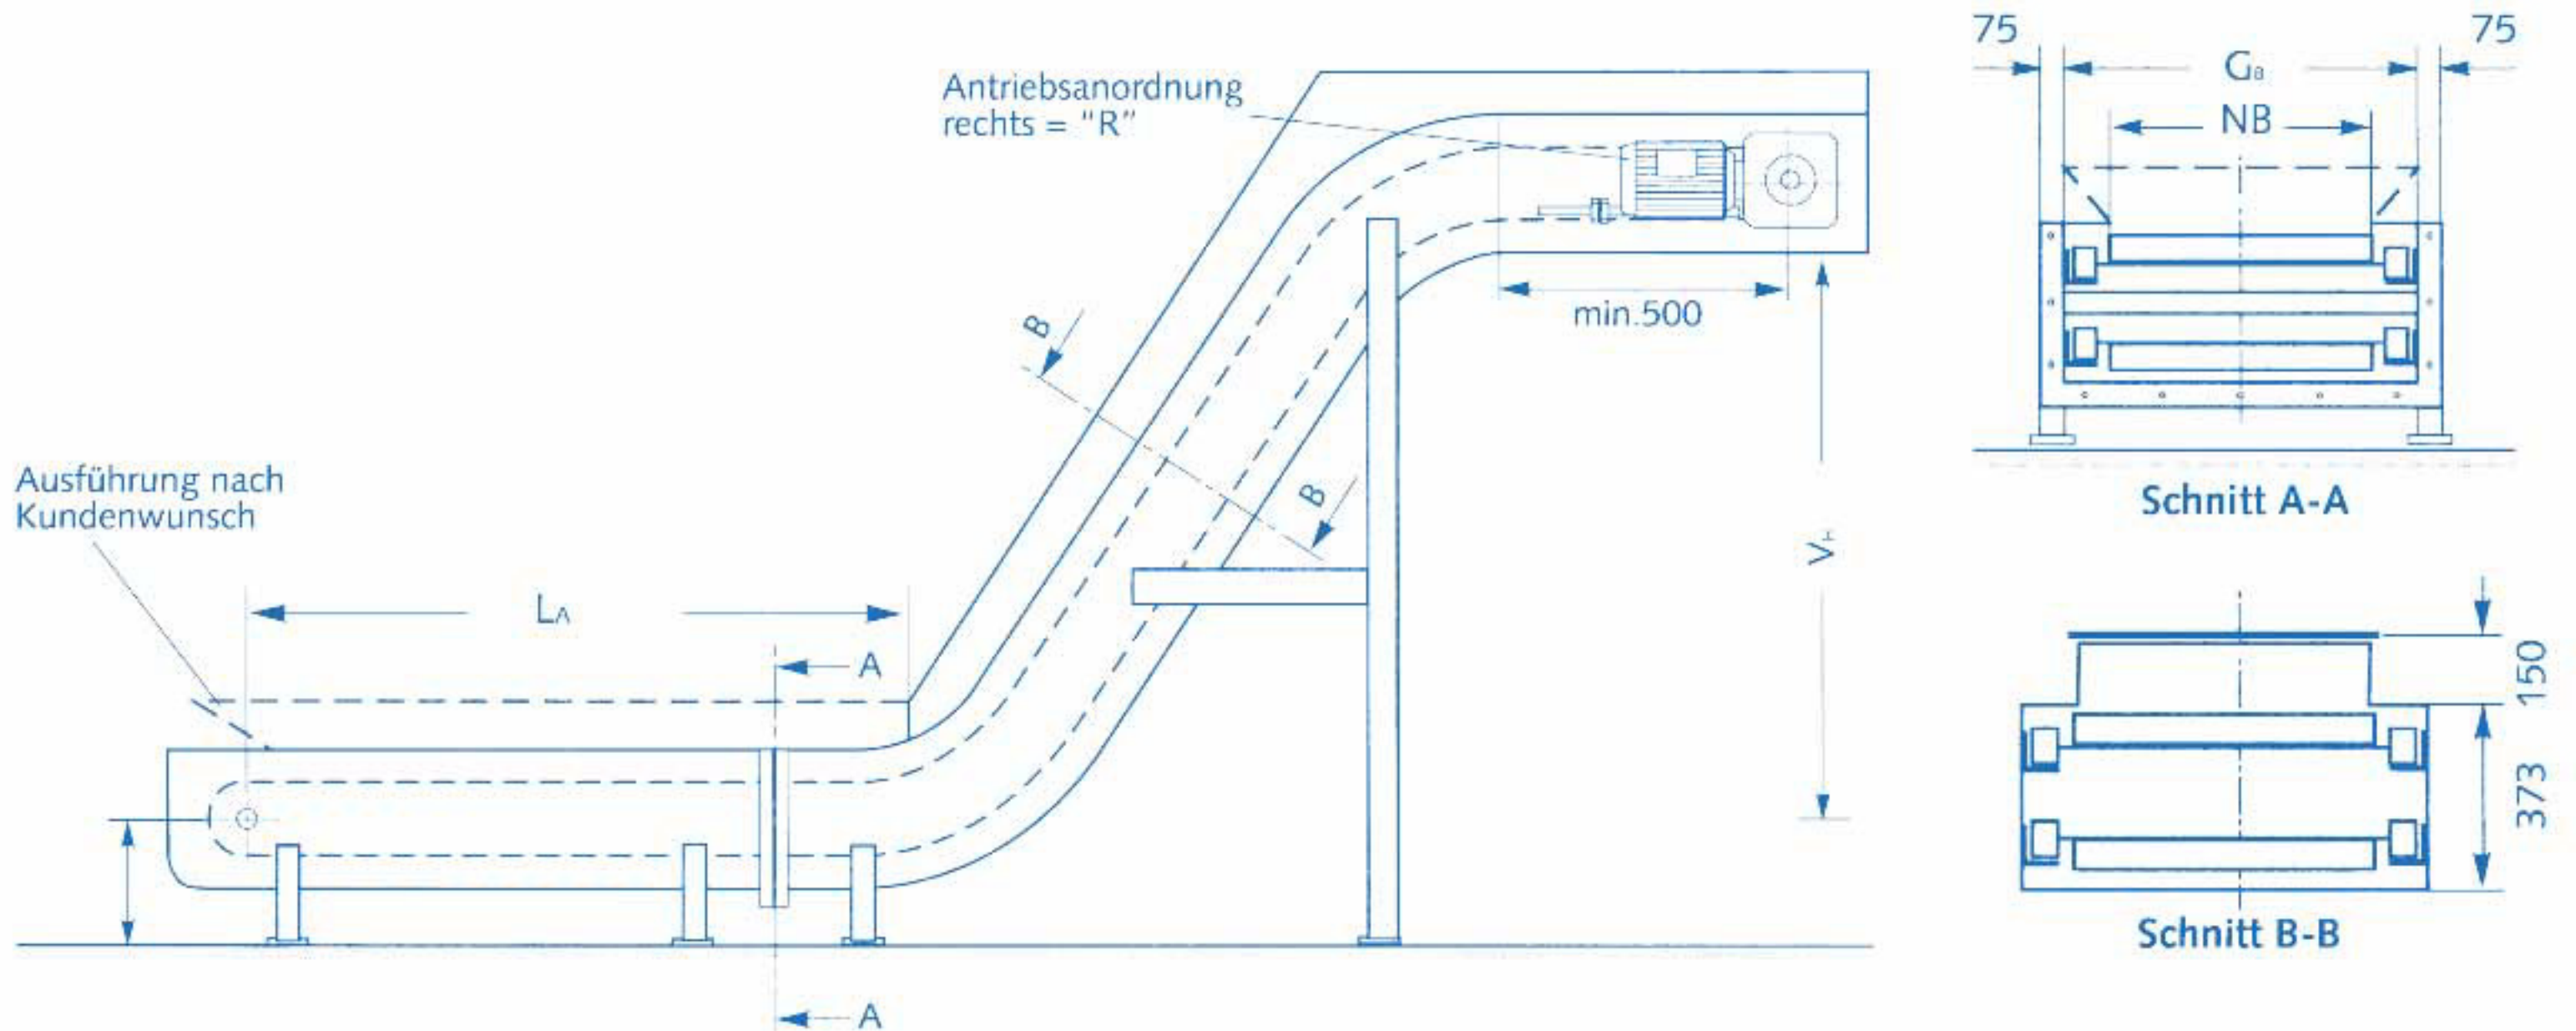 Antriebsanordnung
rechts = "R"
75
75
GB
NB
min.500
B
B
VH
Schnitt A-A
Ausführung nach
Kundenwunsch
LA
A
A
150
373
Schnitt B-B